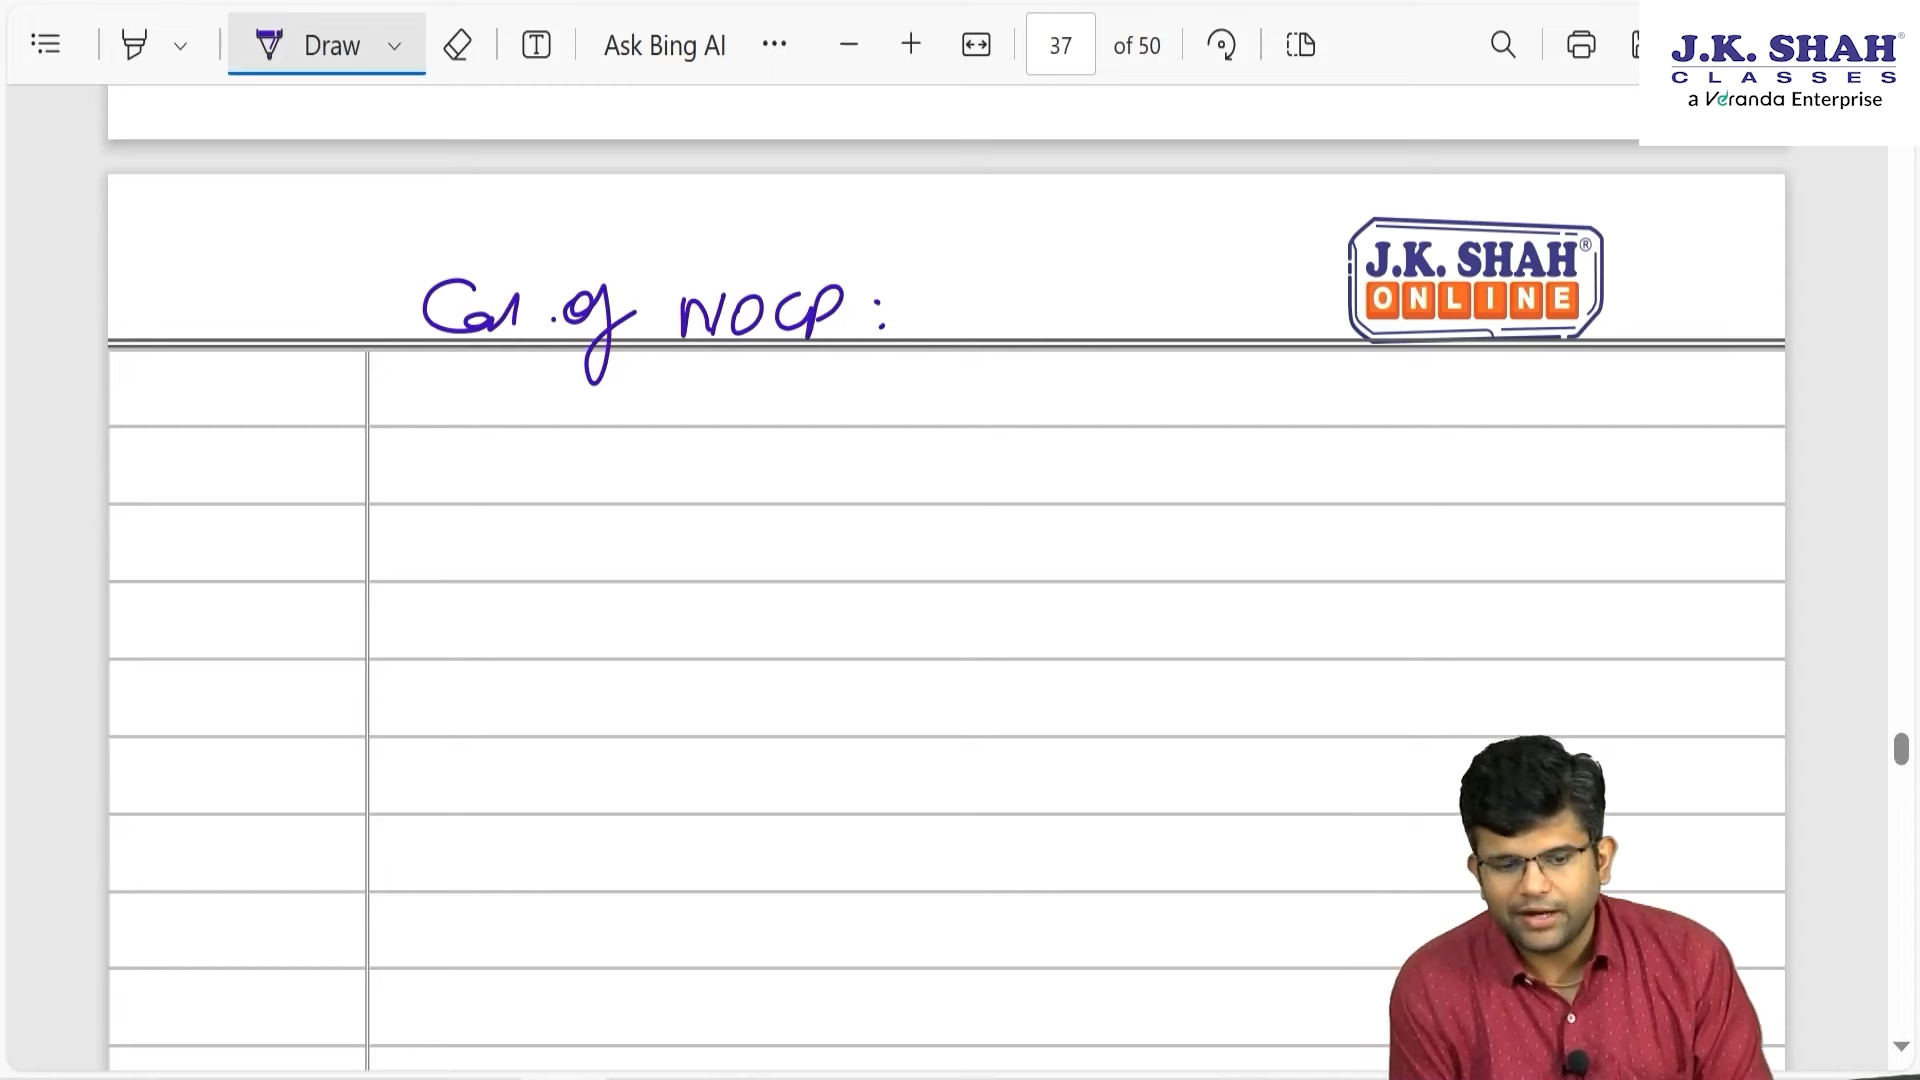 Draw
Ask Bing AI
37 of 50
J.K. SHAH®
CLASSES
a Veranda Enterprise
J.K. SHAH®
ONLINE
Cal. of NOCP :